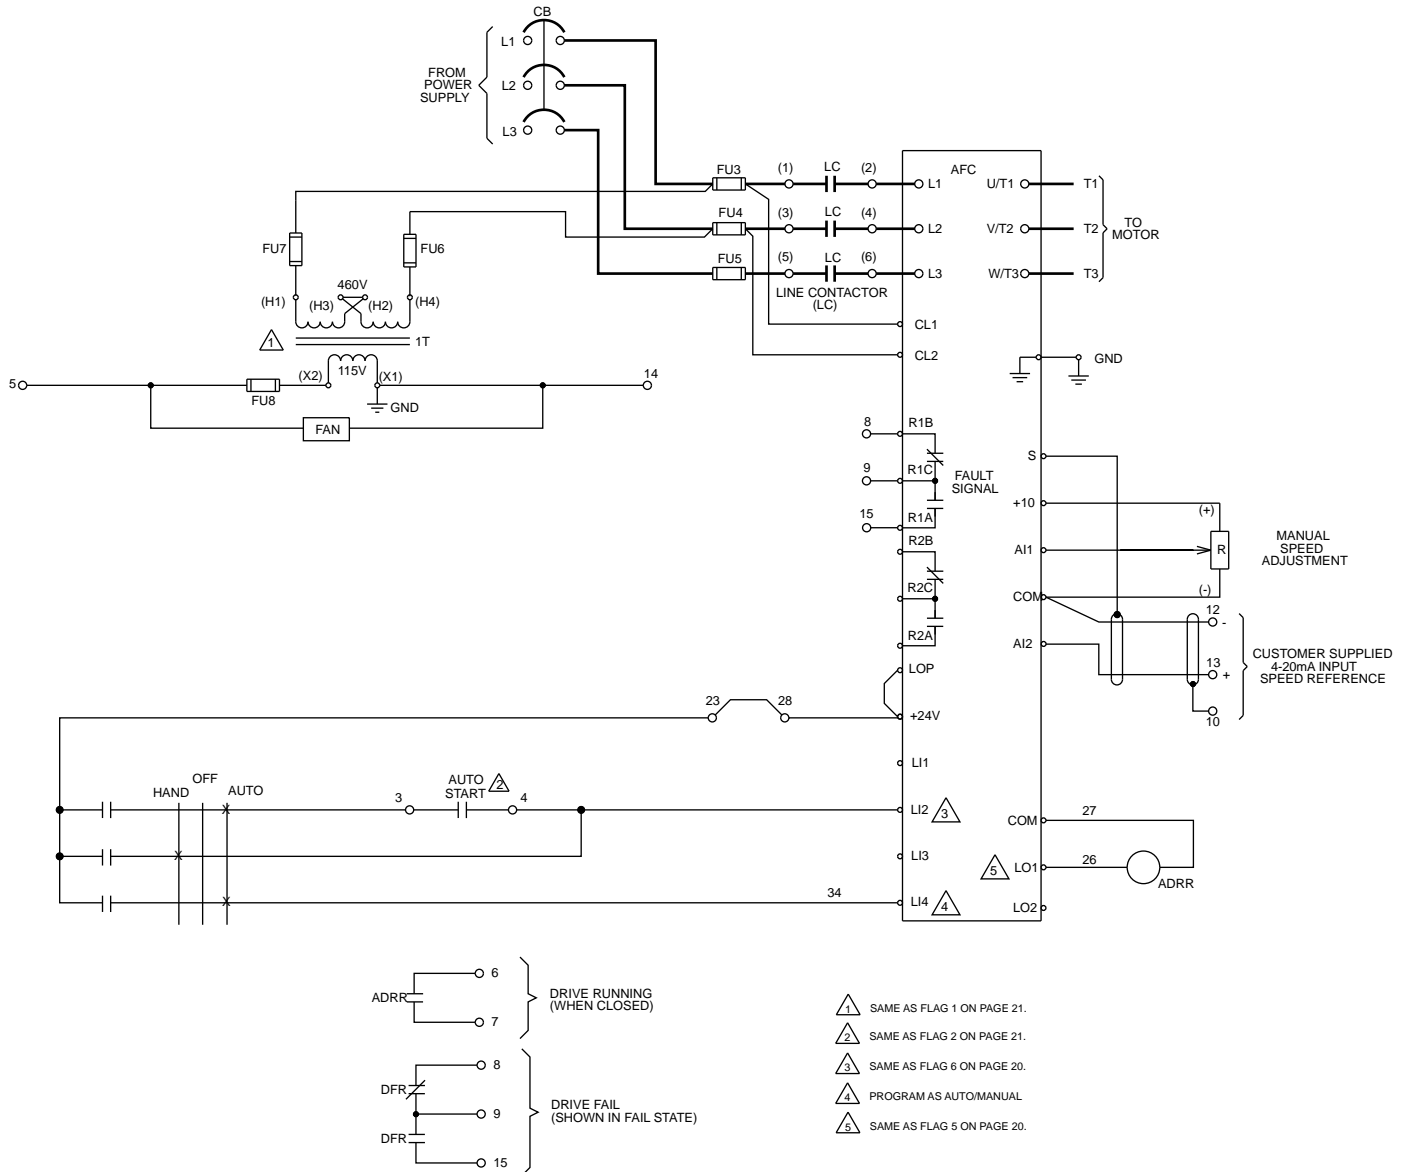 CB
L1
FROM
POWER
SUPPLY
L2
L3
FU3
(1)
LC
(2)
L1
AFC
U/T1
T1
FU4
(3)
LC
(4)
L2
V/T2
T2
TO
MOTOR
FU7
FU6
FU5
(5)
LC
(6)
L3
W/T3
T3
460V
LINE CONTACTOR
(LC)
(H1)
(H3)
(H2)
(H4)
CL1
1
1T
CL2
GND
5
(X2)
115V
(X1)
14
FU8
GND
FAN
8
R1B
9
R1C
FAULT
SIGNAL
S
15
R1A
+10
(+)
R2B
AI1
R
MANUAL
SPEED
ADJUSTMENT
R2C
COM
(-)
12
-
R2A
AI2
13
+
CUSTOMER SUPPLIED
4-20mA INPUT
SPEED REFERENCE
LOP
10
23
28
+24V
LI1
HAND
OFF
AUTO
AUTO
START
2
3
4
LI2
3
COM
27
LI3
5
LO1
26
ADRR
34
LI4
4
LO2
6
ADRR
DRIVE RUNNING
(WHEN CLOSED)
7
8
DFR
9
DRIVE FAIL
(SHOWN IN FAIL STATE)
DFR
15
1 SAME AS FLAG 1 ON PAGE 21.
2 SAME AS FLAG 2 ON PAGE 21.
3 SAME AS FLAG 6 ON PAGE 20.
4 PROGRAM AS AUTO/MANUAL
5 SAME AS FLAG 5 ON PAGE 20.